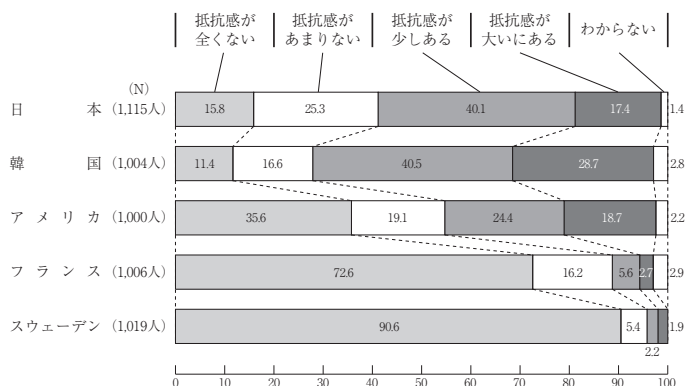 抵抗感が
全くない
抵抗感が
あまりない
抵抗感が
少しある
抵抗感が
大いにある
わからない
(N)
日本 (1,115人) 15.8 25.3 40.1 17.4 1.4
韓国 (1,004人) 11.4 16.6 40.5 28.7 2.8
アメリカ (1,000人) 35.6 19.1 24.4 18.7 2.2
フランス (1,006人) 72.6 16.2 5.6 2.7 2.9
スウェーデン (1,019人) 90.6 5.4 1.9
2.2
0 10 20 30 40 50 60 70 80 90 100